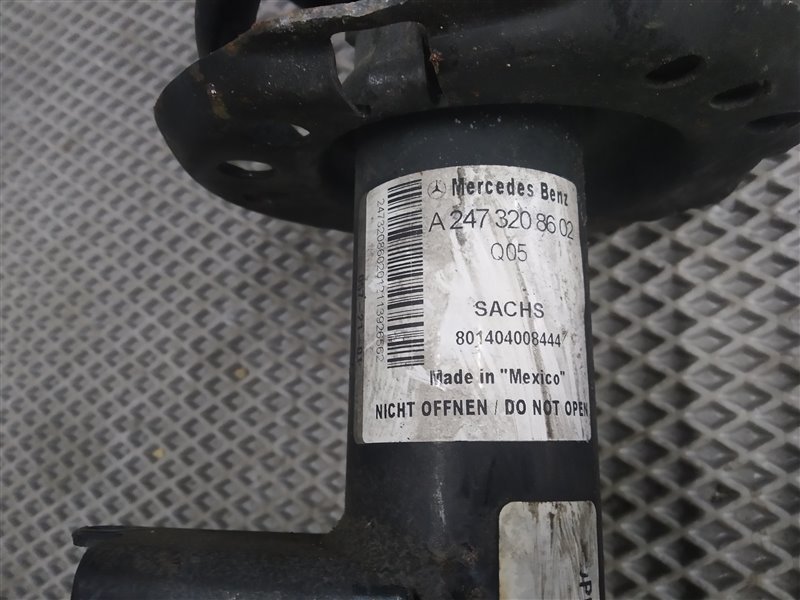 Mercedes Benz
A 247 320 86 02
Q05
SACHS
801404008444
Made in "Mexico"
NICHT OFFNEN / DO NOT OPEN